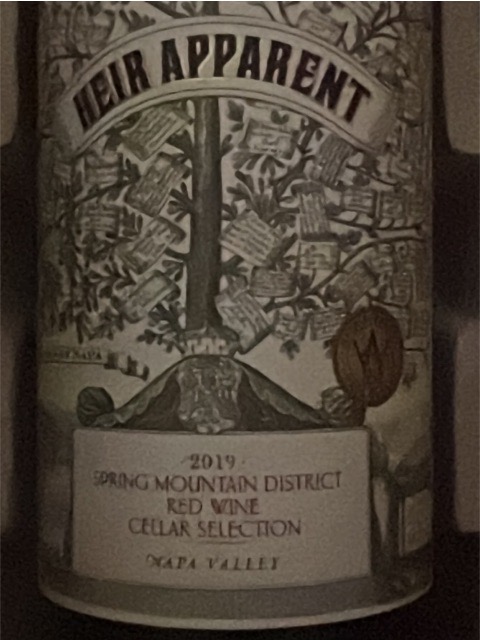 HEIR APPARENT
2019
SPRING MOUNTAIN DISTRICT
RED WINE
CELLAR SELECTION
NAPA VALLEY